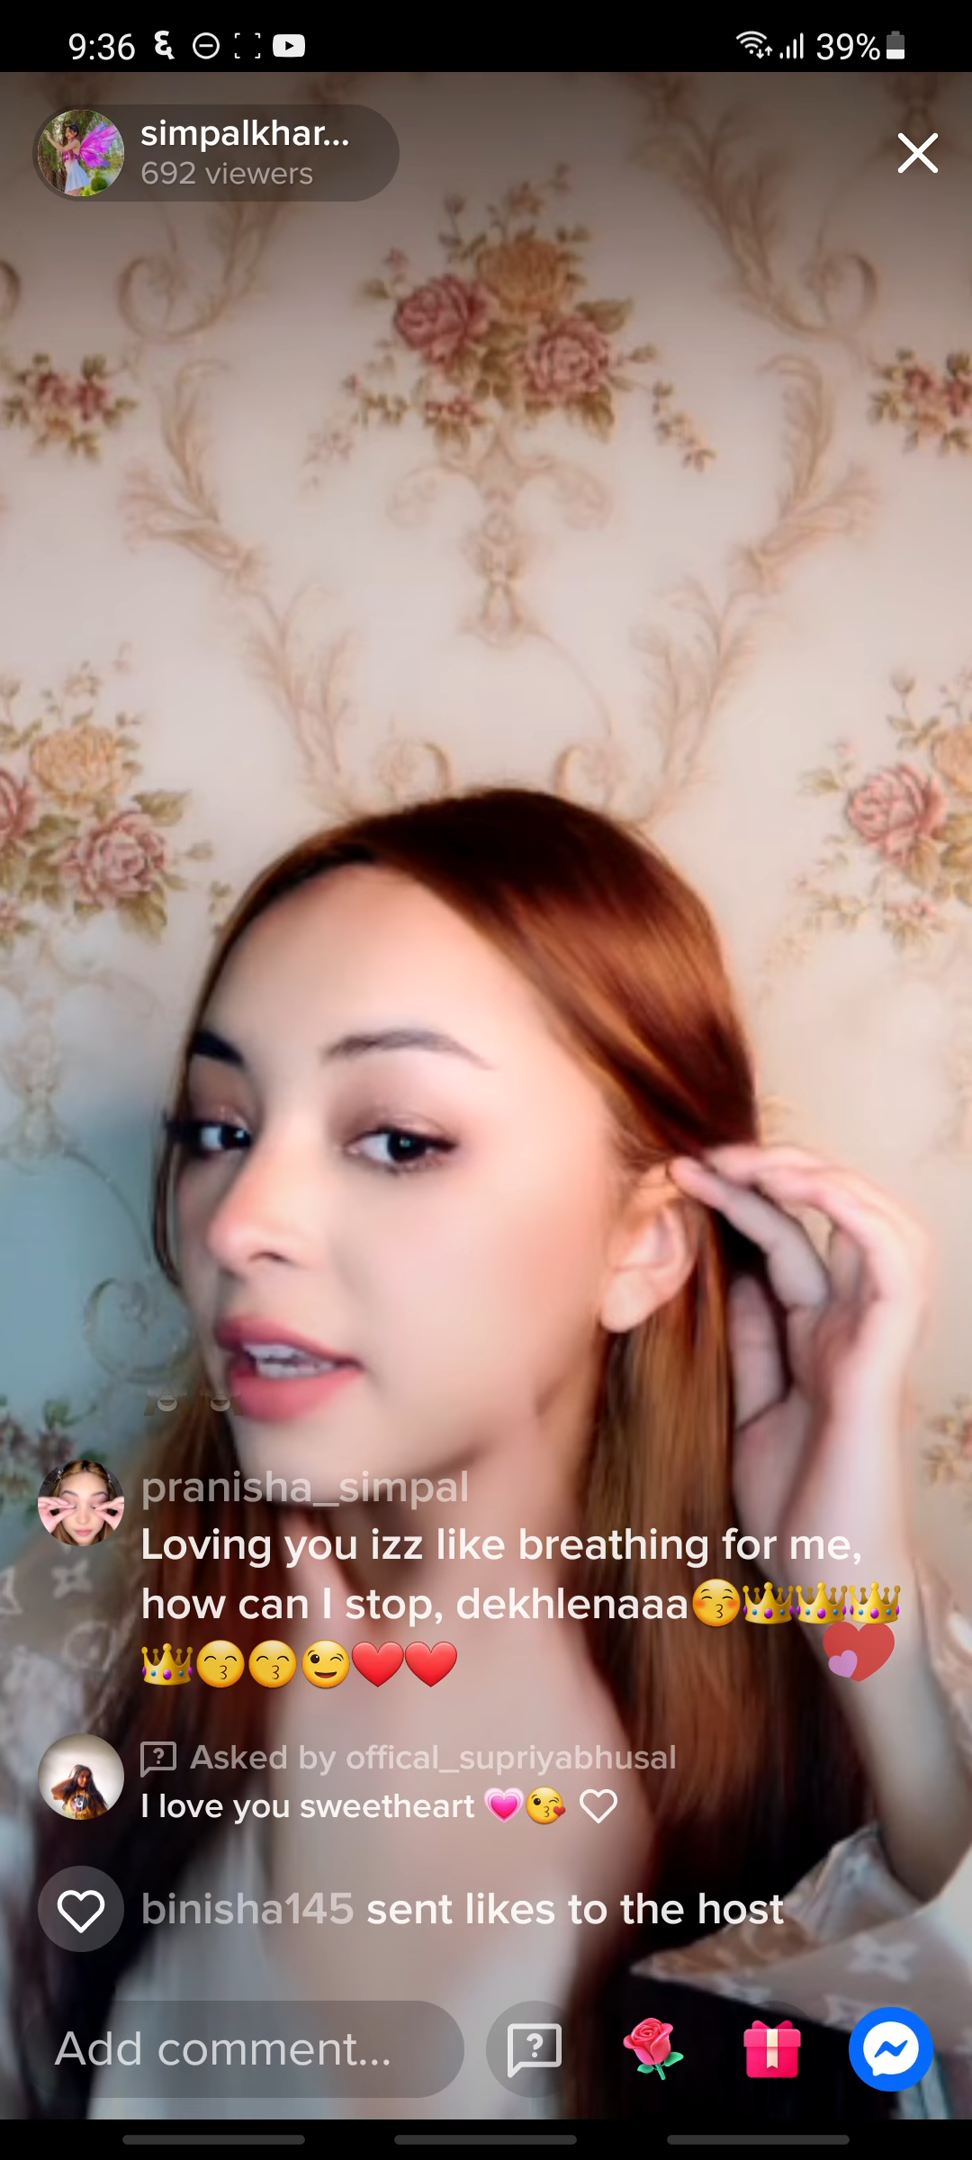 9:36
39%
simpalkhar...
692 viewers
pranisha_simpal
Loving you izz like breathing for me,
how can I stop, dekhlenaaa😚👑👑👑
👑😙😙😉❤️❤️
Asked by offical_supriyabhusal
I love you sweetheart 💗😘
binisha145 sent likes to the host
Add comment...